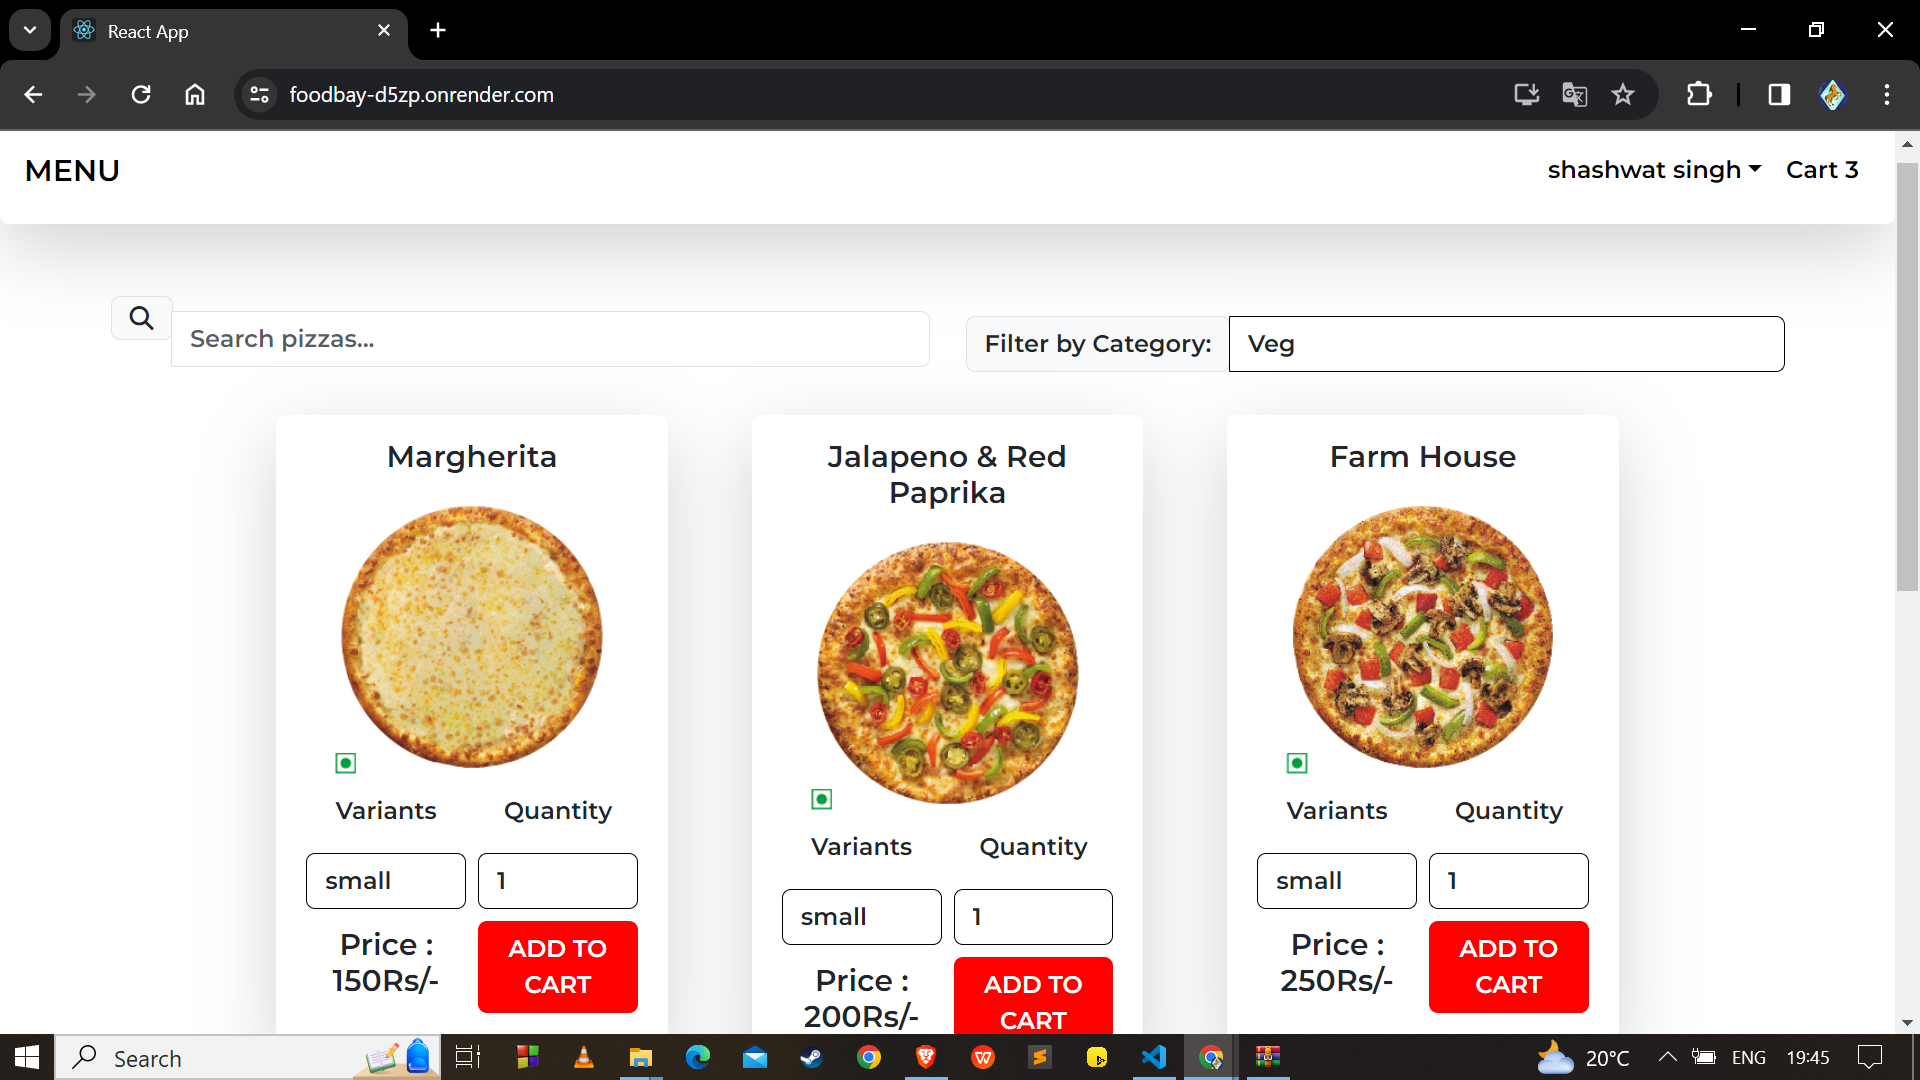 React App
foodbay-d5zp.onrender.com
MENU
shashwat singh
Cart 3
Search pizzas...
Filter by Category:
Veg
Margherita
Variants
Quantity
small
1
Price :
150Rs/-
ADD TO
CART
Jalapeno & Red
Paprika
Variants
Quantity
small
1
Price :
200Rs/-
ADD TO
CART
Farm House
Variants
Quantity
small
1
Price :
250Rs/-
ADD TO
CART
Search
20°C
ENG
19:45